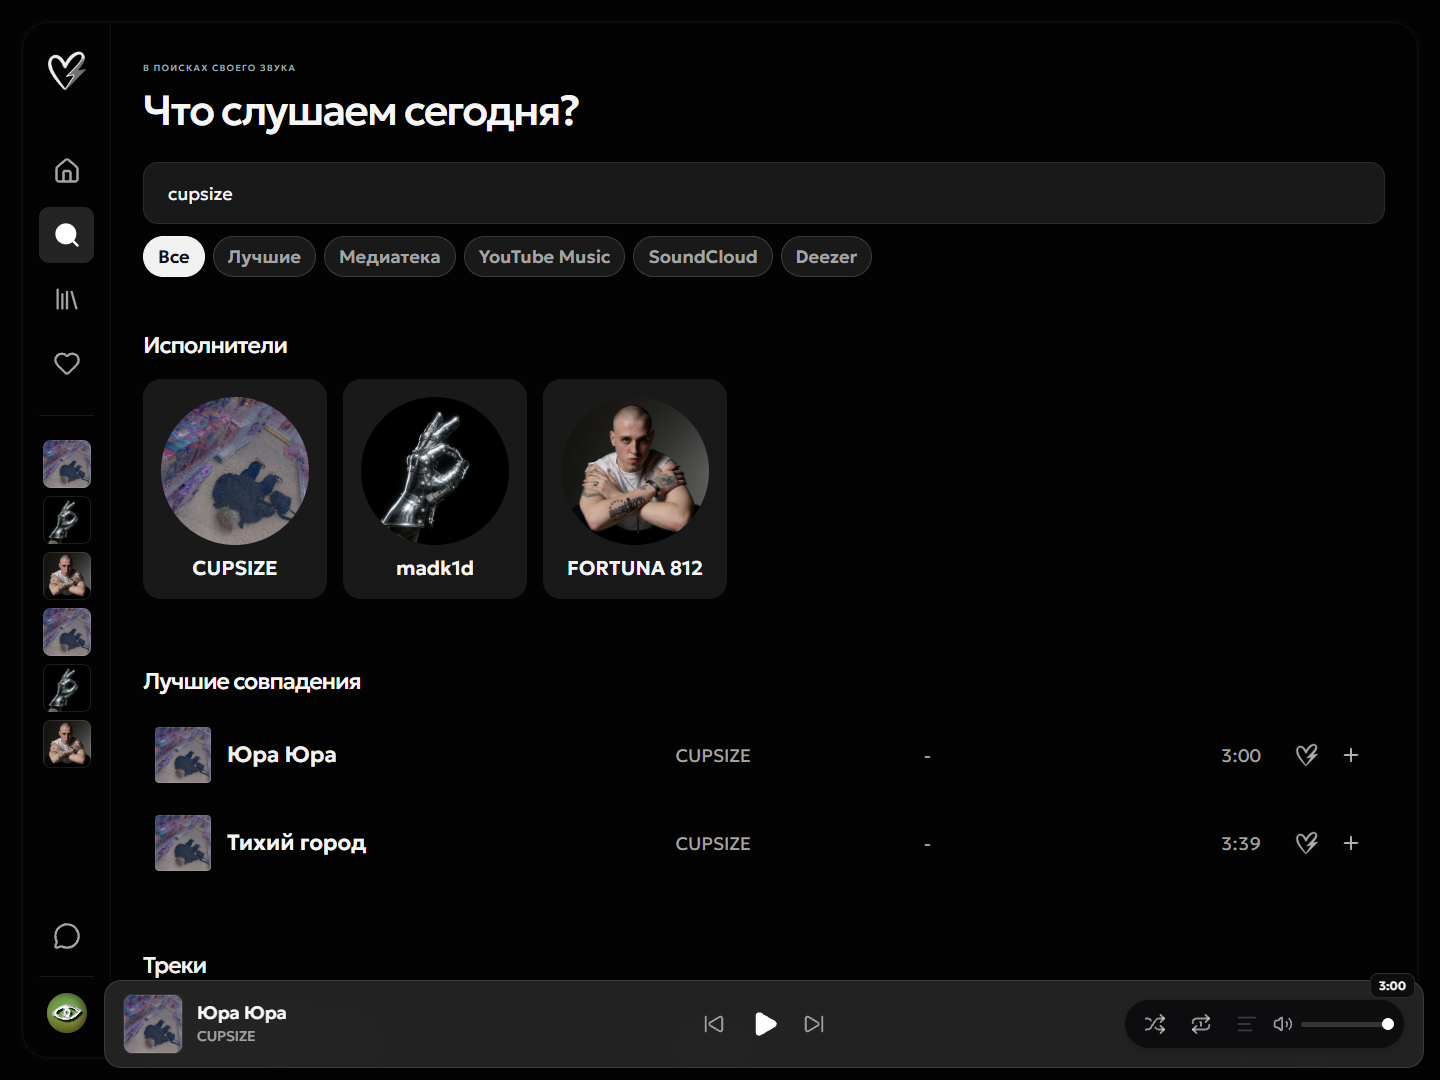 В ПОИСКАХ СВОЕГО ЗВУКА
Что слушаем сегодня?
cupsize
Все Лучшие Медиатека YouTube Music SoundCloud Deezer
Исполнители
CUPSIZE madk1d FORTUNA 812
Лучшие совпадения
Юра Юра CUPSIZE - 3:00
Тихий город CUPSIZE - 3:39
Треки
3:00
Юра Юра
CUPSIZE